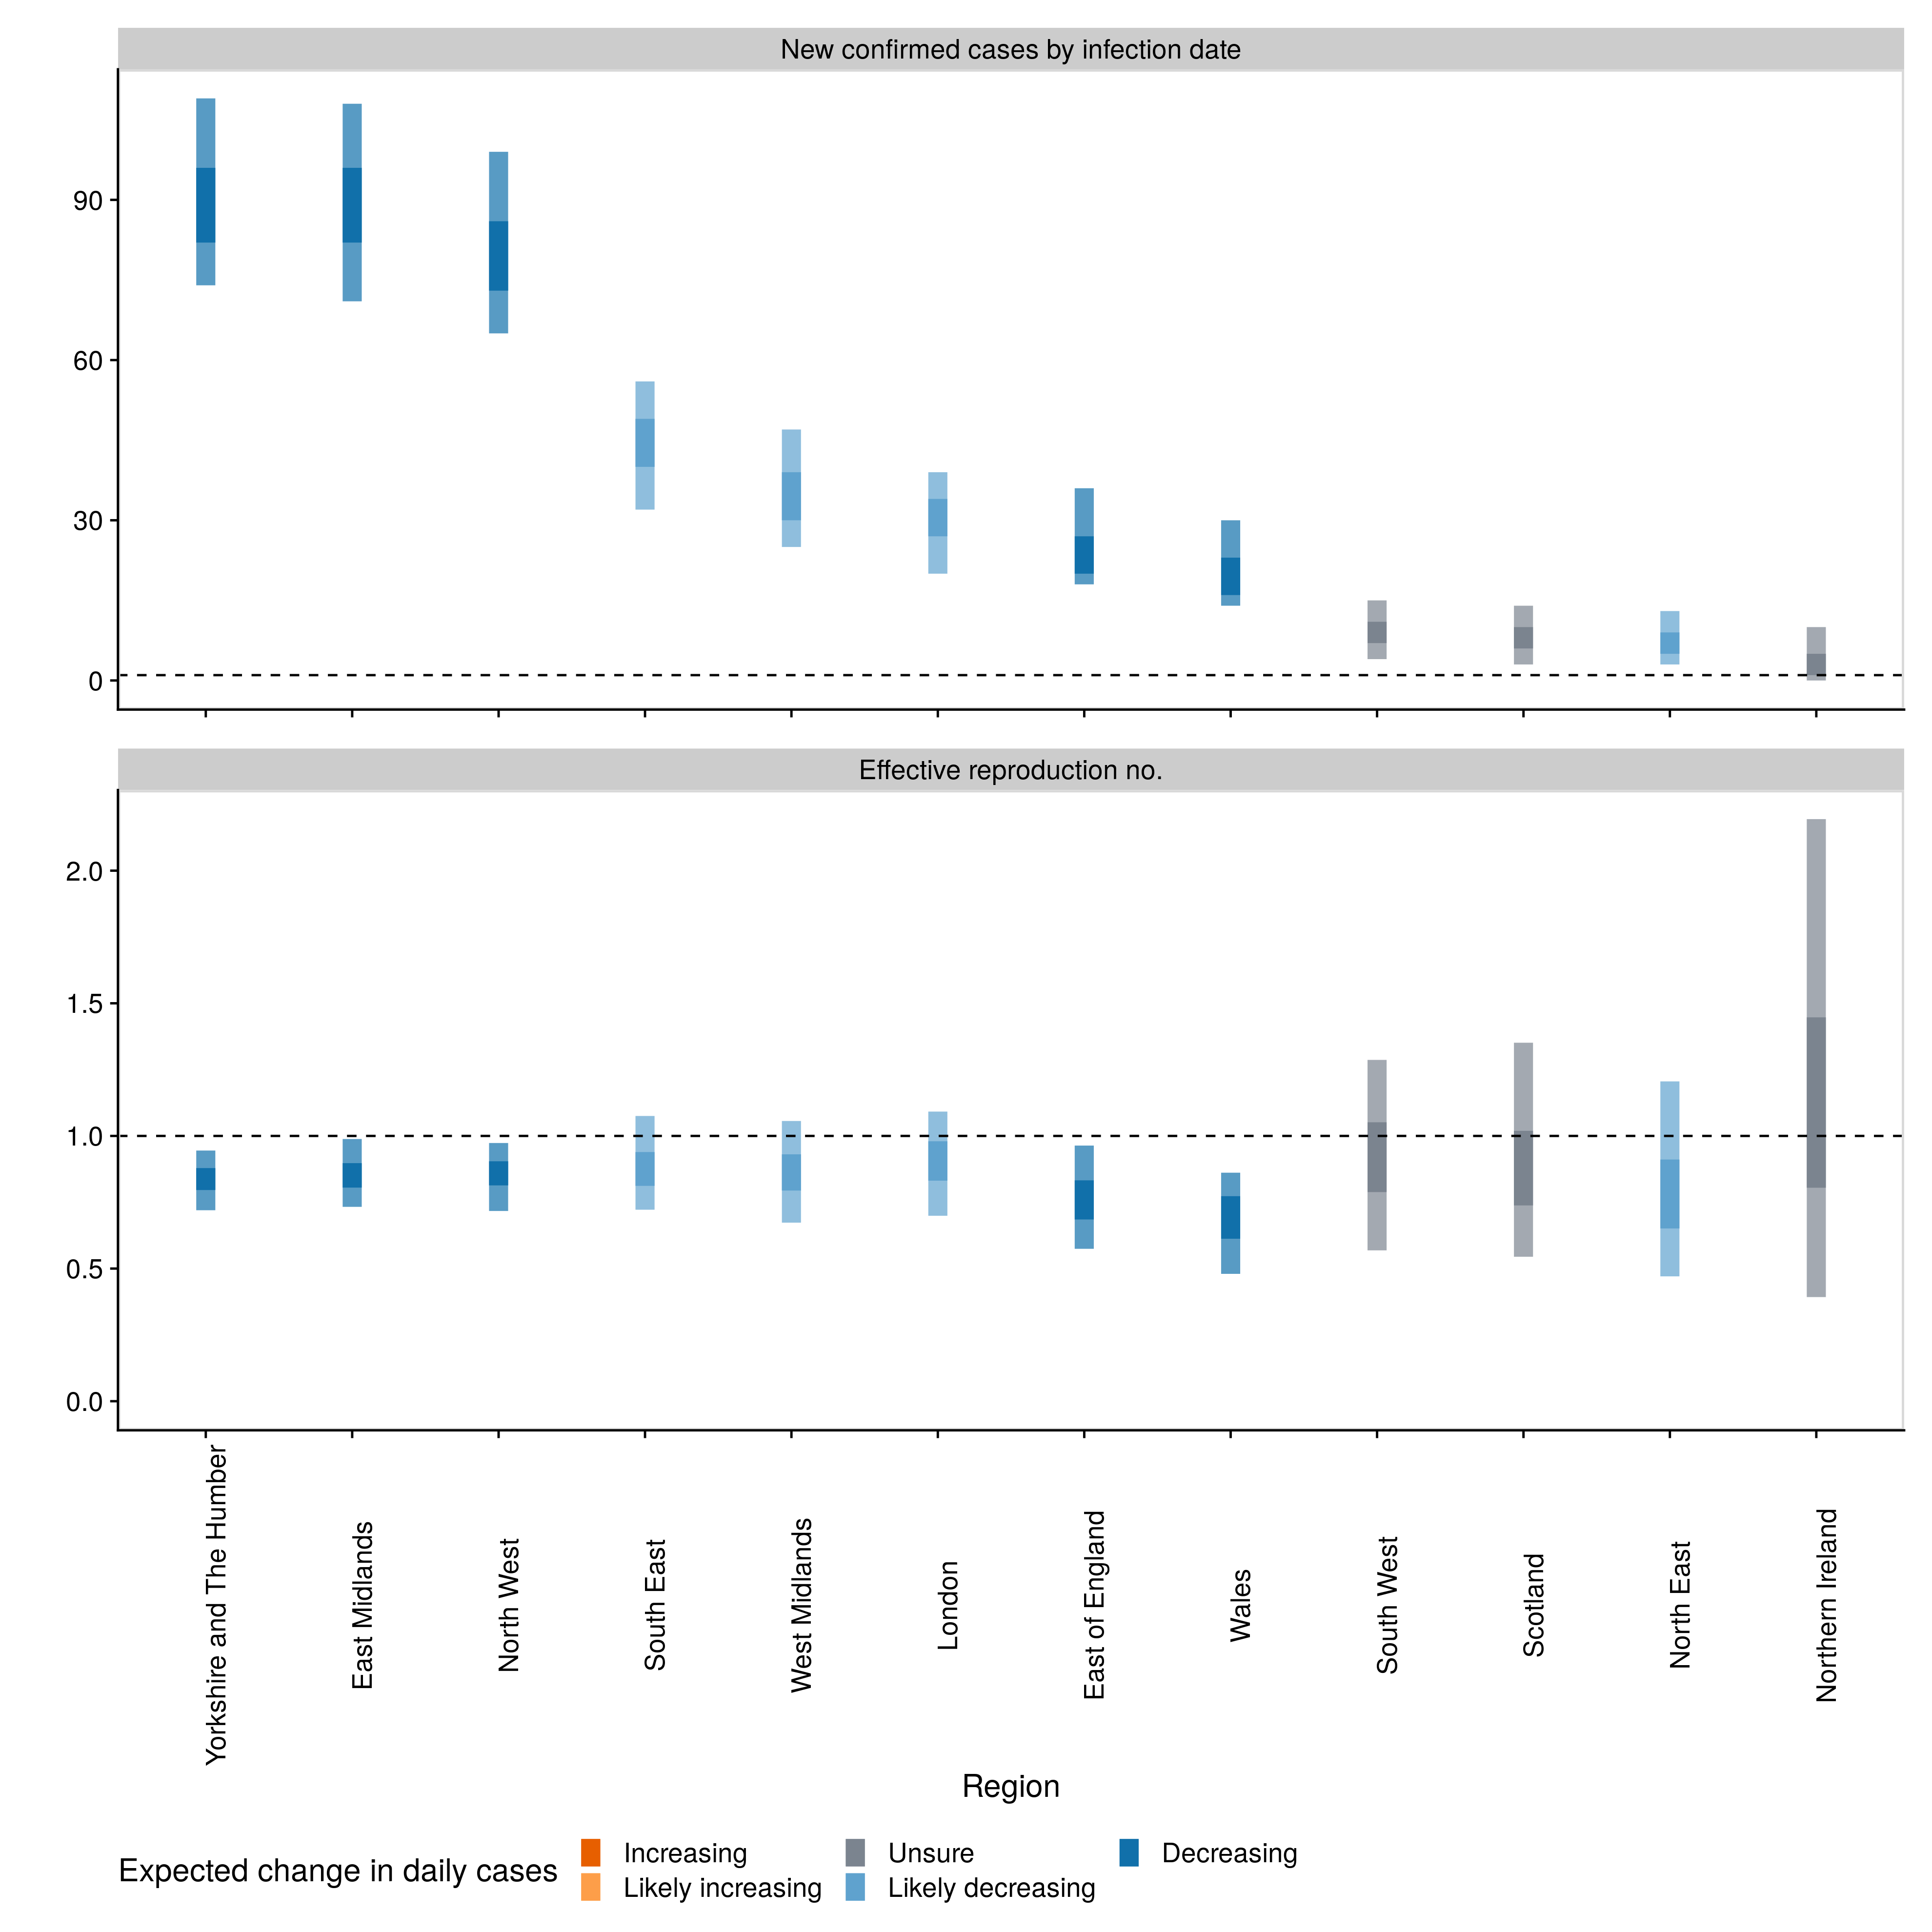 New confirmed cases by infection date
90
60
30
0
Effective reproduction no.
2.0
1.5
1.0
0.5
0.0
Yorkshire and The Humber
East Midlands
North West
South East
West Midlands
London
East of England
Wales
South West
Scotland
North East
Northern Ireland
Region
Expected change in daily cases
Increasing
Likely increasing
Unsure
Likely decreasing
Decreasing